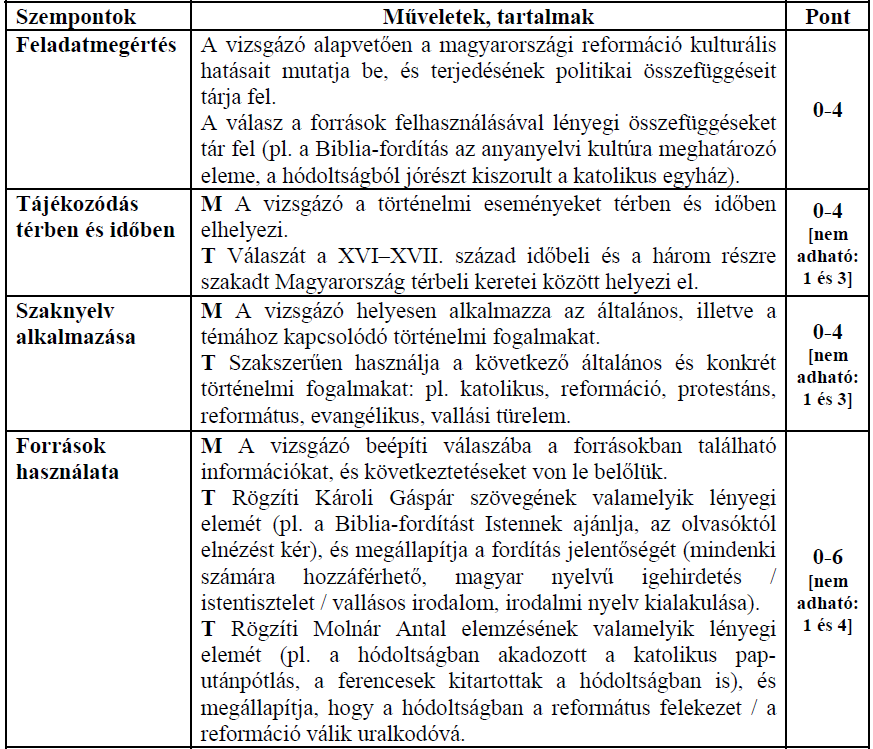 Szempontok Műveletek, tartalmak Pont
Feladatmegértés
A vizsgázó alapvetően a magyarországi reformáció kulturális
hatásait mutatja be, és terjedésének politikai összefüggéseit
tárja fel.
A válasz a források felhasználásával lényegi összefüggéseket
tár fel (pl. a Biblia-fordítás az anyanyelvi kultúra meghatározó
eleme, a hódoltságból jórészt kiszorult a katolikus egyház).
0-4
Tájékozódás
térben és időben
M A vizsgázó a történelmi eseményeket térben és időben
elhelyezi.
T Válaszát a XVI–XVII. század időbeli és a három részre
szakadt Magyarország térbeli keretei között helyezi el.
0-4
[nem
adható:
1 és 3]
Szaknyelv
alkalmazása
M A vizsgázó helyesen alkalmazza az általános, illetve a
témához kapcsolódó történelmi fogalmakat.
T Szakszerűen használja a következő általános és konkrét
történelmi fogalmakat: pl. katolikus, reformáció, protestáns,
református, evangélikus, vallási türelem.
0-4
[nem
adható:
1 és 3]
Források
használata
M A vizsgázó beépíti válaszába a forrásokban található
információkat, és következtetéseket von le belőlük.
T Rögzíti Károli Gáspár szövegének valamelyik lényegi
elemét (pl. a Biblia-fordítást Istennek ajánlja, az olvasóktól
elnézést kér), és megállapítja a fordítás jelentőségét (mindenki
számára hozzáférhető, magyar nyelvű igehirdetés /
istentisztelet / vallásos irodalom, irodalmi nyelv kialakulása).
T Rögzíti Molnár Antal elemzésének valamelyik lényegi
elemét (pl. a hódoltságban akadozott a katolikus pap-
utánpótlás, a ferencesek kitartottak a hódoltságban is), és
megállapítja, hogy a hódoltságban a református felekezet / a
reformáció válik uralkodóvá.
0-6
[nem
adható:
1 és 4]